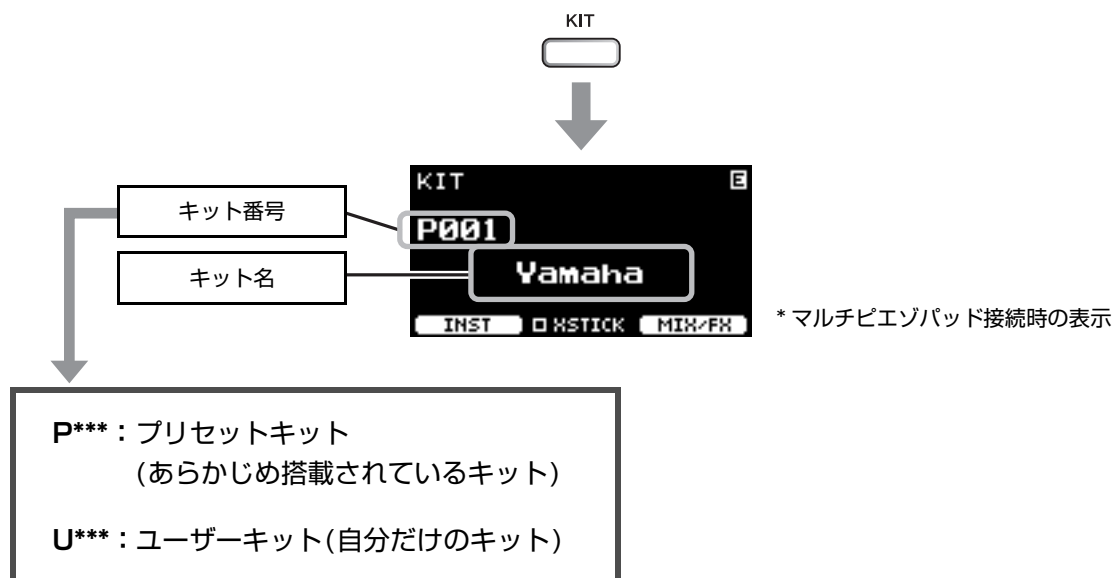 KIT
KIT E
キット番号
P001
キット名
Yamaha
INST XSTICK MIX/FX
* マルチピエゾパッド接続時の表示
P***：プリセットキット
(あらかじめ搭載されているキット)
U***：ユーザーキット(自分だけのキット)